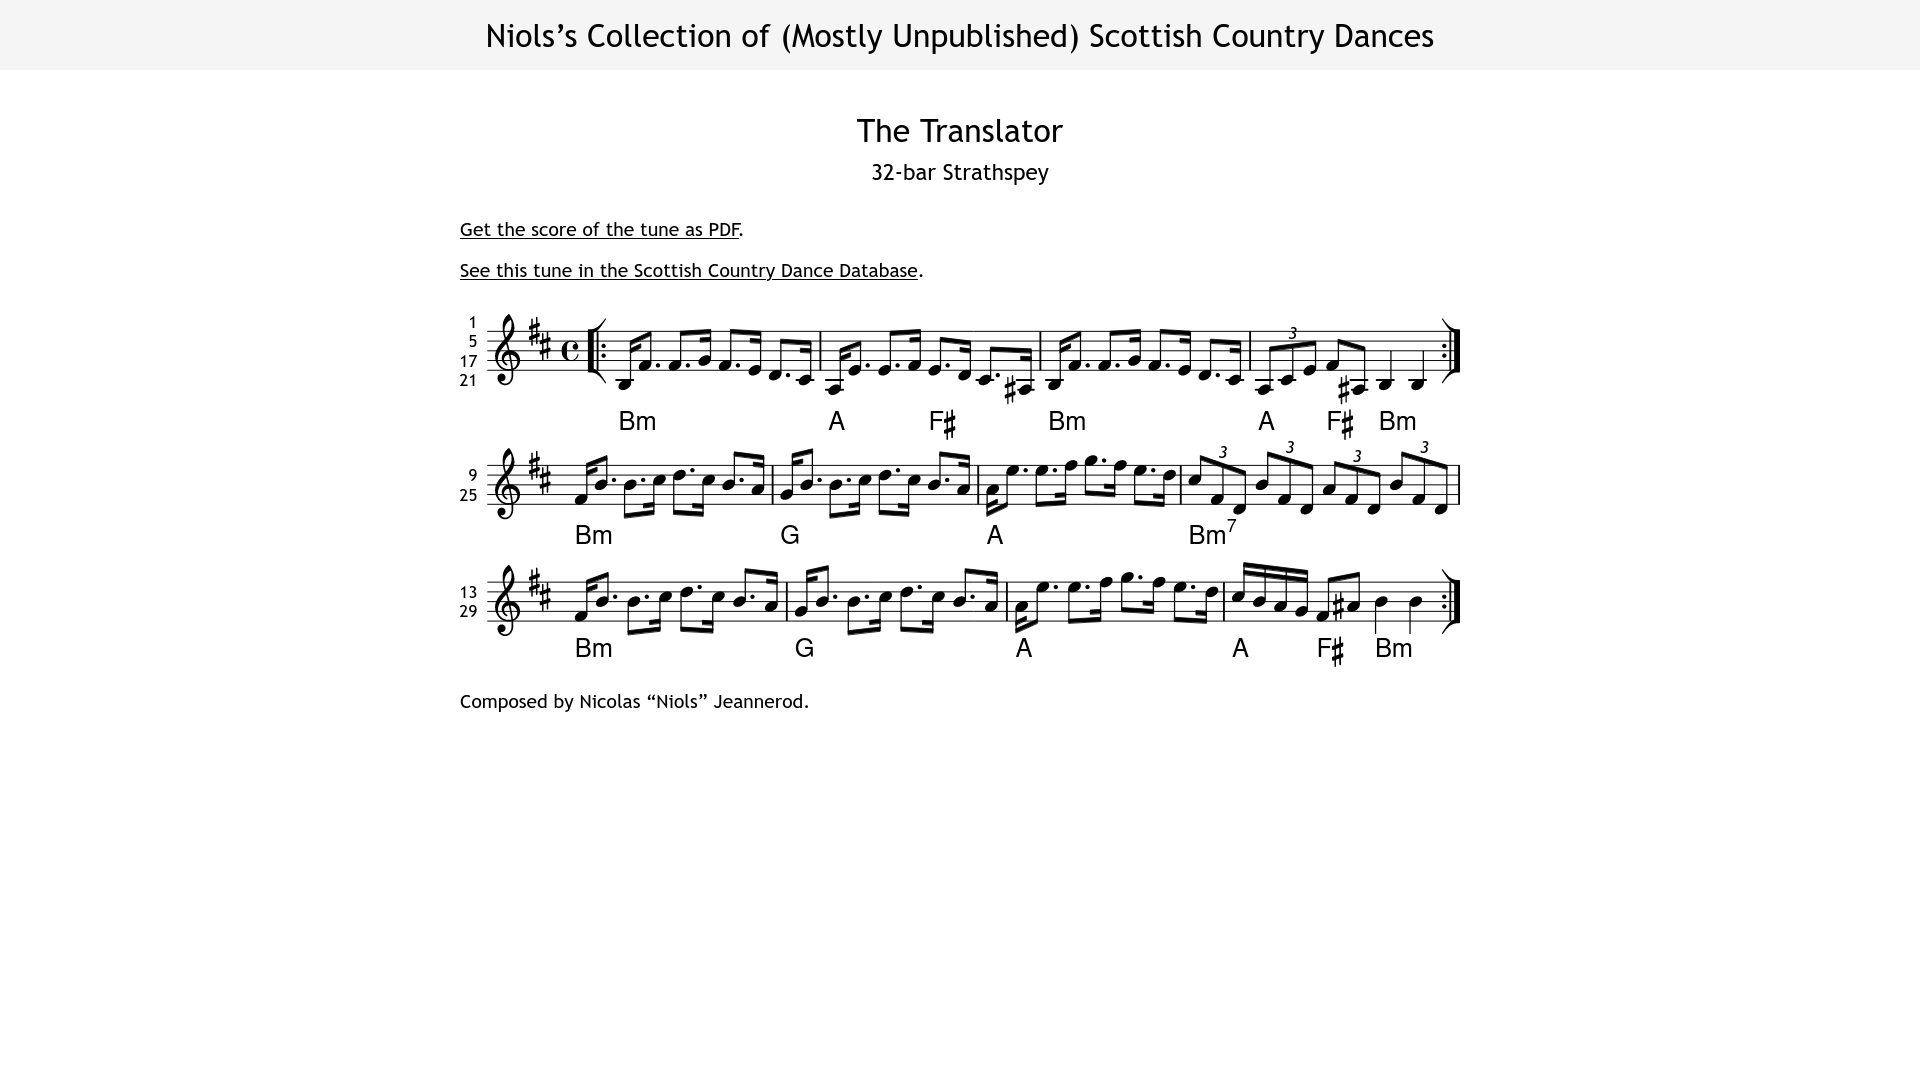 Niols’s Collection of (Mostly Unpublished) Scottish Country Dances
The Translator
32-bar Strathspey
Get the score of the tune as PDF.
See this tune in the Scottish Country Dance Database.
1
5
17
21
3
Bm A F♯ Bm A F♯ Bm
9
25
3 3 3 3
Bm G A Bm7
13
29
Bm G A A F♯ Bm
Composed by Nicolas “Niols” Jeannerod.